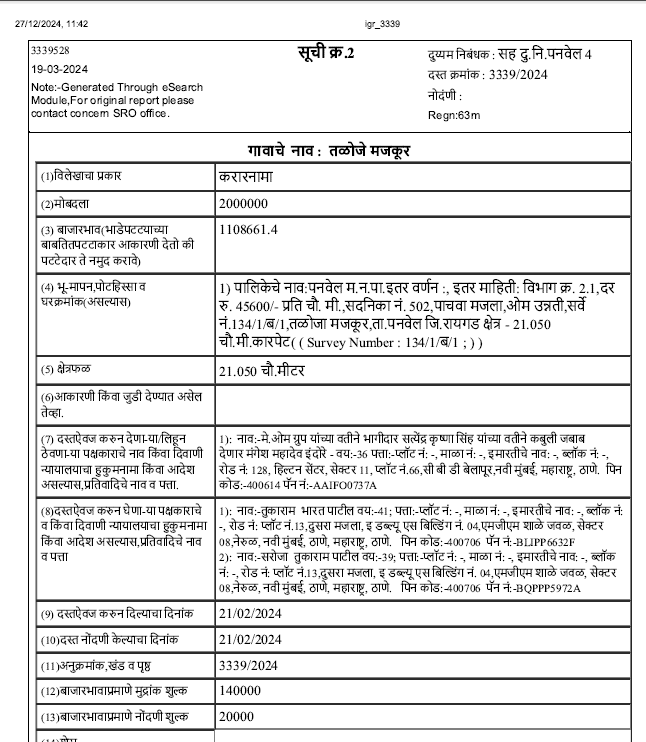 27/12/2024, 11:42
igr_3339
3339528
19-03-2024
Note:-Generated Through eSearch
Module,For original report please
contact concern SRO office.
सूची क्र.2
दुय्यम निबंधक : सह दु.नि.पनवेल 4
दस्त क्रमांक : 3339/2024
नोदंणी :
Regn:63m
गावाचे नाव : तळोजे मजकूर
(1)विलेखाचा प्रकार
करारनामा
(2)मोबदला
2000000
(3) बाजारभाव(भाडेपटटयाच्या
बाबतितपटटाकार आकारणी देतो की
पटटेदार ते नमुद करावे)
1108661.4
(4) भू-मापन,पोटहिस्सा व
घरक्रमांक(असल्यास)
1) पालिकेचे नाव:पनवेल म.न.पा.इतर वर्णन :, इतर माहिती: विभाग क्र. 2.1,दर
रु. 45600/- प्रति चौ. मी.,सदनिका नं. 502,पाचवा मजला,ओम उन्नती,सर्वे
नं.134/1/ब/1,तळोजा मजकूर,ता.पनवेल जि.रायगड क्षेत्र - 21.050
चौ.मी.कारपेट( ( Survey Number : 134/1/ब/1 ; ) )
(5) क्षेत्रफळ
21.050 चौ.मीटर
(6)आकारणी किंवा जुडी देण्यात असेल
तेव्हा.
(7) दस्तऐवज करुन देणा-या/लिहून
ठेवणा-या पक्षकाराचे नाव किंवा दिवाणी
न्यायालयाचा हुकुमनामा किंवा आदेश
असल्यास,प्रतिवादिचे नाव व पत्ता.
1): नाव:-मे.ओम ग्रुप यांच्या वतीने भागीदार सत्येंद्र कृष्णा सिंह यांच्या वतीने कबुली जबाब
देणार मंगेश महादेव इंदोरे - वय:-36 पत्ता:-प्लॉट नं: -, माळा नं: -, इमारतीचे नाव: -, ब्लॉक नं: -,
रोड नं: 128, हिल्टन सेंटर, सेक्टर 11, प्लॉट नं.66,सी बी डी बेलापूर,नवी मुंबई, महाराष्ट्र, ठाणे. पिन
कोड:-400614 पॅन नं:-AAIFO0737A
(8)दस्तऐवज करुन घेणा-या पक्षकाराचे
व किंवा दिवाणी न्यायालयाचा हुकुमनामा
किंवा आदेश असल्यास,प्रतिवादिचे नाव
व पत्ता
1): नाव:-तुकाराम भारत पाटील वय:-41; पत्ता:-प्लॉट नं: -, माळा नं: -, इमारतीचे नाव: -, ब्लॉक नं:
-, रोड नं: प्लॉट नं.13,दुसरा मजला, इ डब्ल्यू एस बिल्डिंग नं. 04,एमजीएम शाळे जवळ, सेक्टर
08,नेरुळ, नवी मुंबई, ठाणे, महाराष्ट्र, ठाणे. पिन कोड:-400706 पॅन नं:-BLIPP6632F
2): नाव:-सरोजा तुकाराम पाटील वय:-39; पत्ता:-प्लॉट नं: -, माळा नं: -, इमारतीचे नाव: -, ब्लॉक
नं: -, रोड नं: प्लॉट नं.13,दुसरा मजला, इ डब्ल्यू एस बिल्डिंग नं. 04,एमजीएम शाळे जवळ, सेक्टर
08,नेरुळ, नवी मुंबई, ठाणे, महाराष्ट्र, ठाणे. पिन कोड:-400706 पॅन नं:-BQPPP5972A
(9) दस्तऐवज करुन दिल्याचा दिनांक
21/02/2024
(10)दस्त नोंदणी केल्याचा दिनांक
21/02/2024
(11)अनुक्रमांक,खंड व पृष्ठ
3339/2024
(12)बाजारभावाप्रमाणे मुद्रांक शुल्क
140000
(13)बाजारभावाप्रमाणे नोंदणी शुल्क
20000